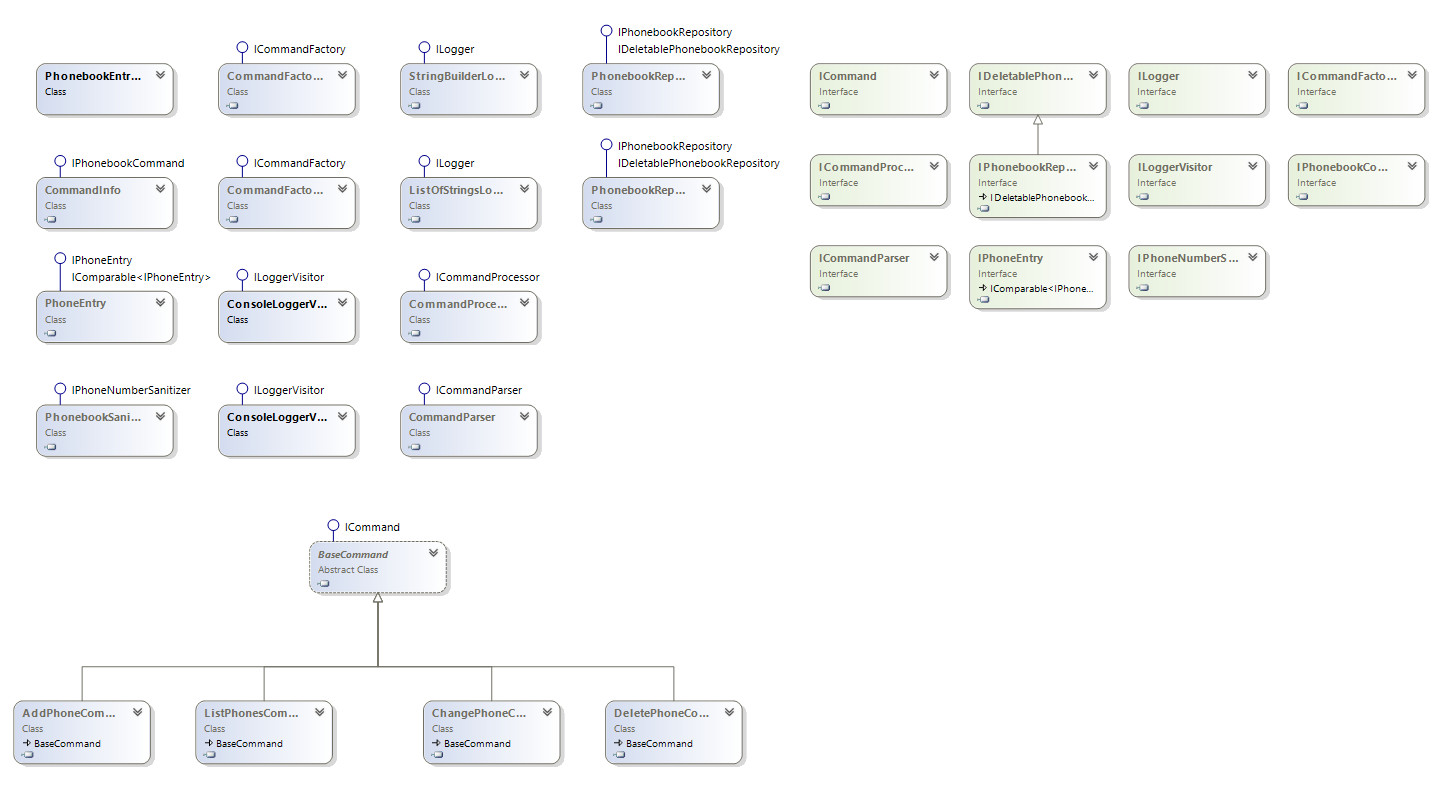 PhonebookEntr...
Class
ICommandFactory
CommandFacto...
Class
ILogger
StringBuilderLo...
Class
IPhonebookRepository
IDeletablePhonebookRepository
PhonebookRep...
Class
IPhonebookCommand
CommandInfo
Class
ICommandFactory
CommandFacto...
Class
ILogger
ListOfStringsLo...
Class
IPhonebookRepository
IDeletablePhonebookRepository
PhonebookRep...
Class
IPhoneEntry
IComparable<IPhoneEntry>
PhoneEntry
Class
ILoggerVisitor
ConsoleLoggerV...
Class
ICommandProcessor
CommandProce...
Class
IPhoneNumberSanitizer
PhonebookSani...
Class
ILoggerVisitor
ConsoleLoggerV...
Class
ICommandParser
CommandParser
Class
ICommand
Interface
IDeletablePhon...
Interface
ILogger
Interface
ICommandFacto...
Interface
ICommandProc...
Interface
IPhonebookRep...
Interface
IDeletablePhonebook...
ILoggerVisitor
Interface
IPhonebookCo...
Interface
ICommandParser
Interface
IPhoneEntry
Interface
IComparable<IPhone...
IPhoneNumberS...
Interface
ICommand
BaseCommand
Abstract Class
AddPhoneCom...
Class
BaseCommand
ListPhonesCom...
Class
BaseCommand
ChangePhoneC...
Class
BaseCommand
DeletePhoneCo...
Class
BaseCommand